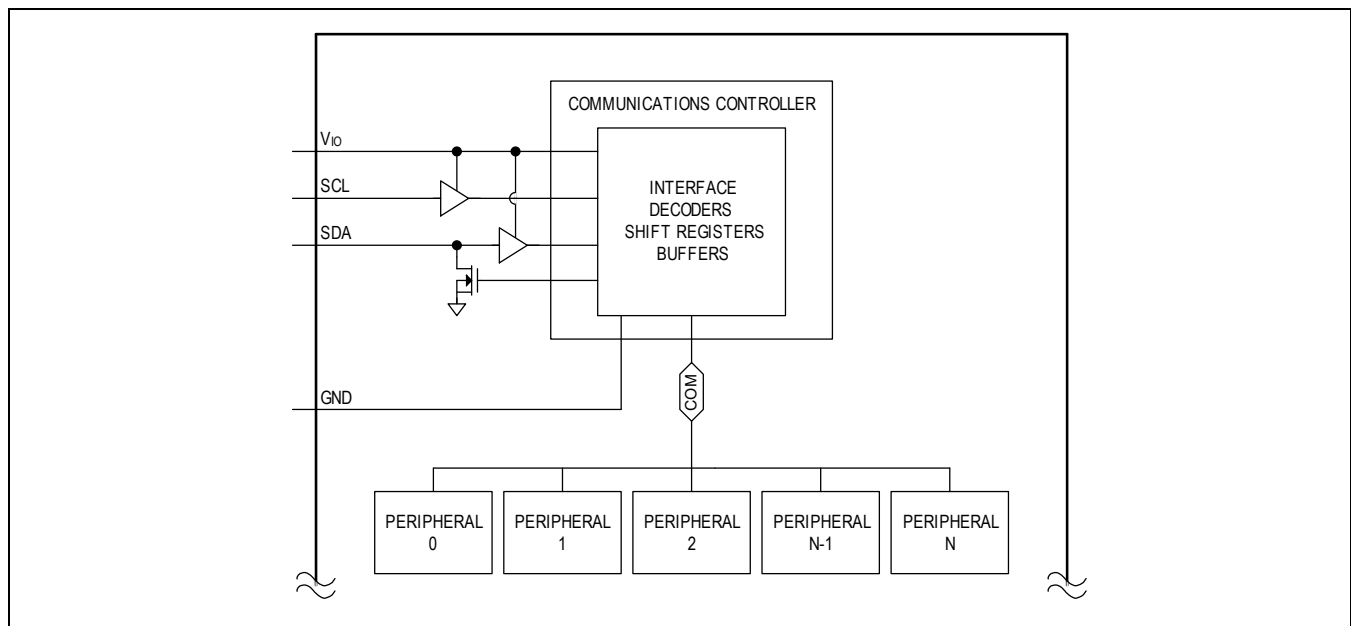 COMMUNICATIONS CONTROLLER
VIO
SCL
SDA
INTERFACE
DECODERS
SHIFT REGISTERS
BUFFERS
GND
COM
PERIPHERAL
0
PERIPHERAL
1
PERIPHERAL
2
PERIPHERAL
N-1
PERIPHERAL
N